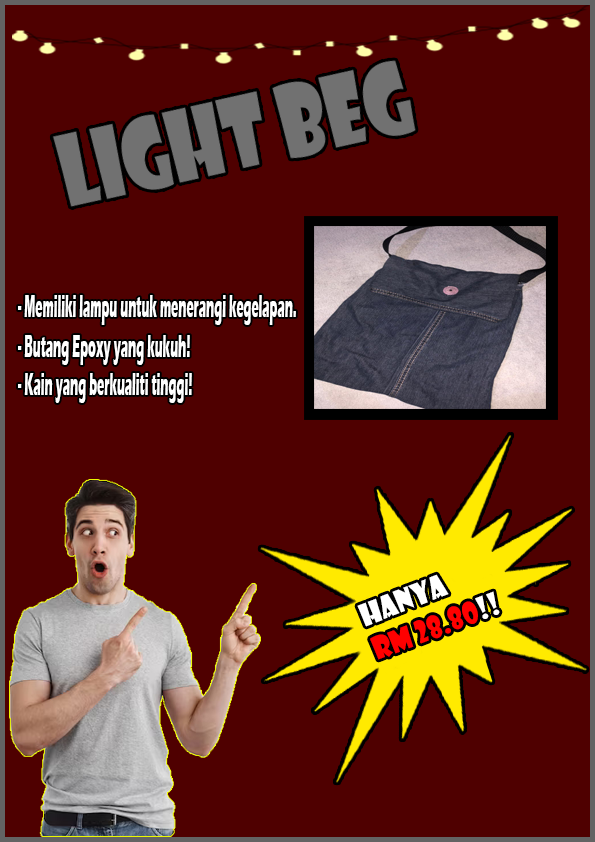 LIGHT BEG
- Memiliki lampu untuk menerangi kegelapan.
- Butang Epoxy yang kukuh!
- Kain yang berkualiti tinggi!
HANYA
RM 28.80!!